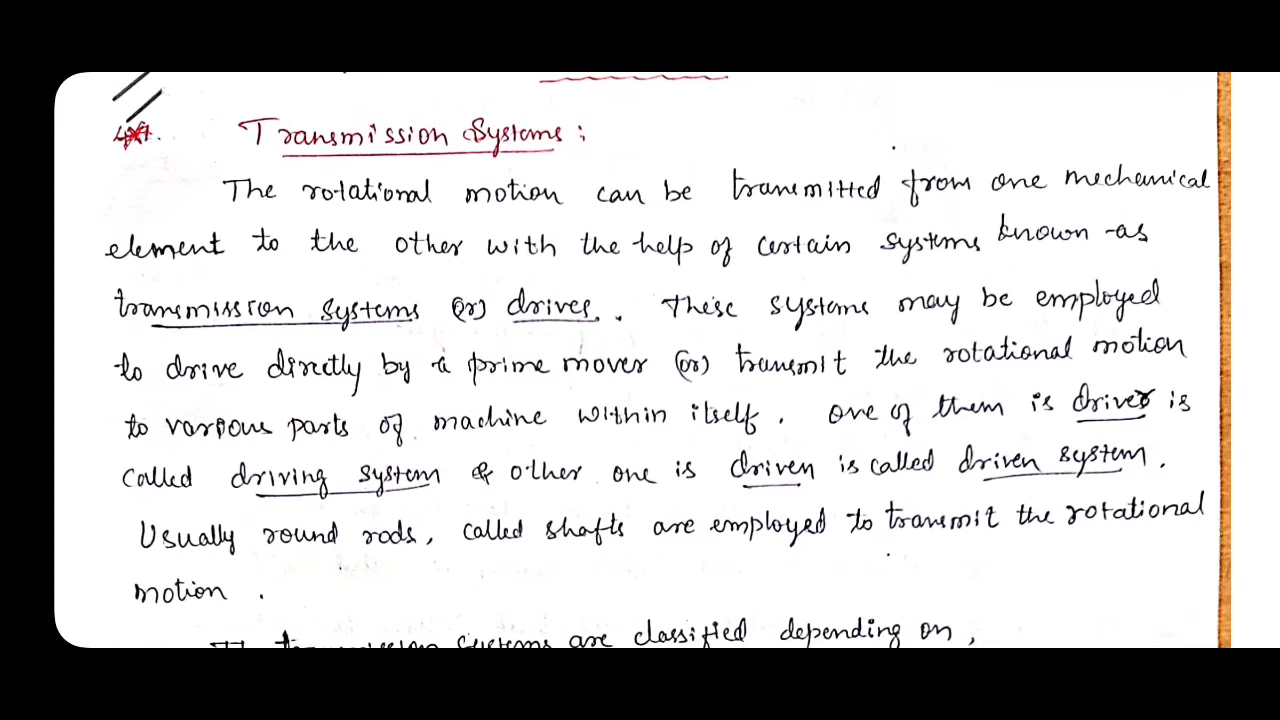 Transmission Systems :
The rotational motion can be transmitted from one mechanical
element to the other with the help of certain systems known as
transmission systems (or) drives. These systems may be employed
to drive directly by a prime mover (or) transmit the rotational motion
to various parts of machine within itself. One of them is driver is
called driving system & other one is driven is called driven system.
Usually round rods, called shafts are employed to transmit the rotational
motion.
systems are classified depending on,